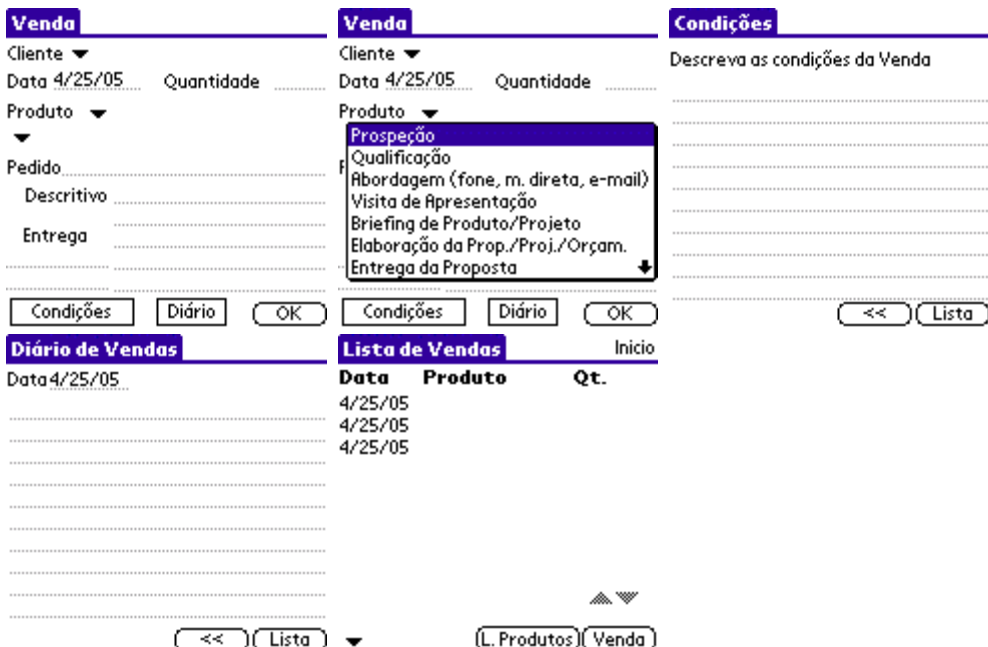 Venda
Cliente
Data 4/25/05 Quantidade
Produto
Pedido
Descritivo
Entrega
Condições Diário OK
Venda
Cliente
Data 4/25/05 Quantidade
Produto
Prospeção
Qualificação
Abordagem (fone, m. direta, e-mail)
Visita de Apresentação
Briefing de Produto/Projeto
Elaboração da Prop./Proj./Orçam.
Entrega da Proposta
Condições Diário OK
Condições
Descreva as condições da Venda
<< Lista
Diário de Vendas
Data 4/25/05
<< Lista
Lista de Vendas Inicio
Data Produto Qt.
4/25/05
4/25/05
4/25/05
(L. Produtos) Venda